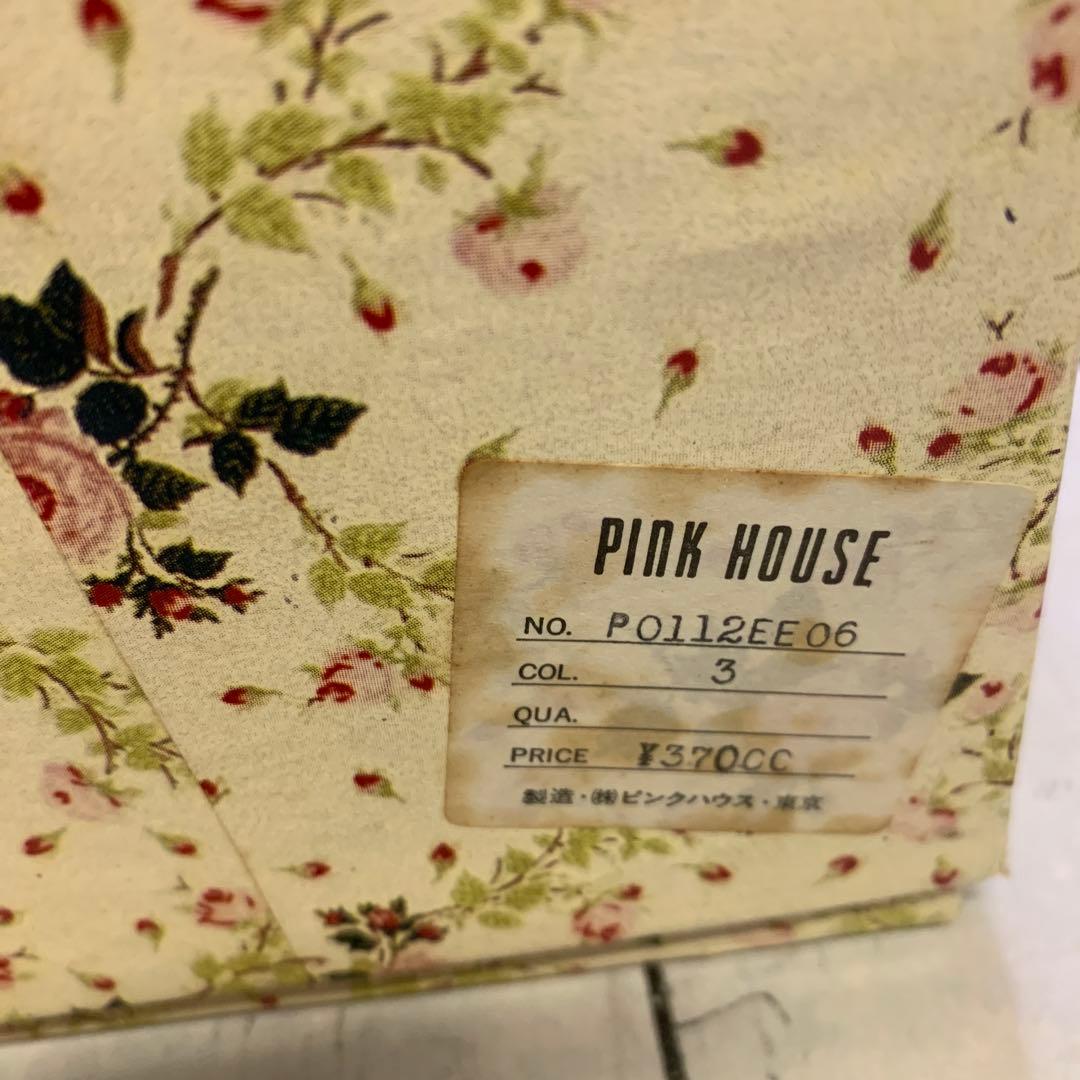 PINK HOUSE
NO. P0112EE06
COL. 3
QUA.
PRICE ¥37000
製造・㈱ピンクハウス・東京